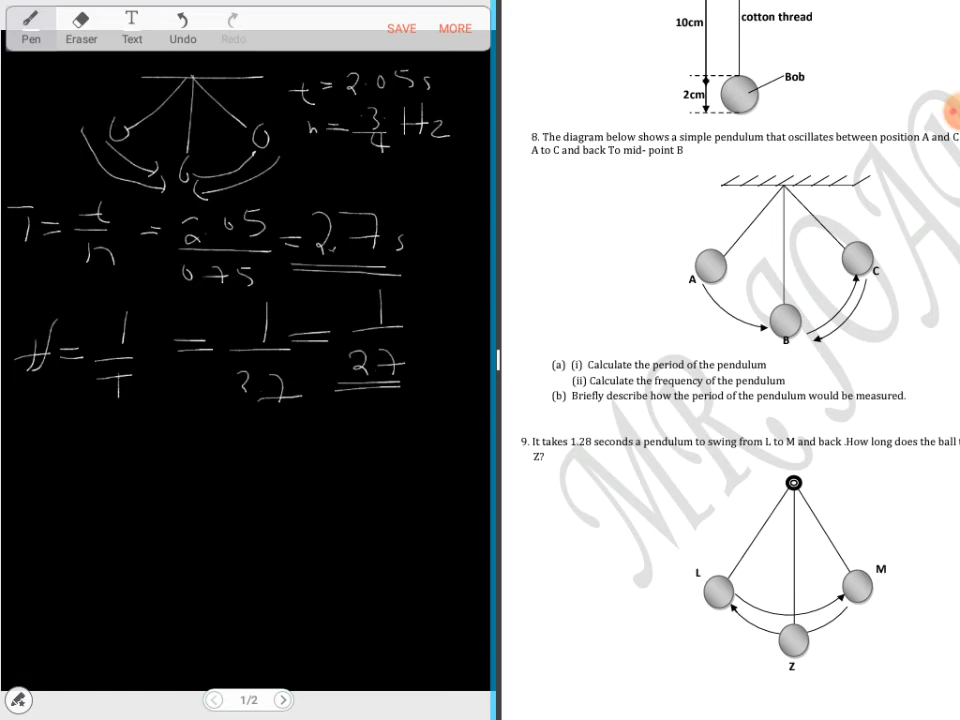 Pen Eraser Text Undo Redo SAVE MORE
t = 2.05s
n = 3/4 Hz
T = t/n = 2.05/075 = 2.7 s
f = 1/T = 1/2.7 = 1/27
1/2
10cm
cotton thread
Bob
2cm
8. The diagram below shows a simple pendulum that oscillates between position A and C
A to C and back To mid- point B
A
C
B
(a) (i) Calculate the period of the pendulum
(ii) Calculate the frequency of the pendulum
(b) Briefly describe how the period of the pendulum would be measured.
9. It takes 1.28 seconds a pendulum to swing from L to M and back .How long does the ball
Z?
L
M
Z
MR JOA